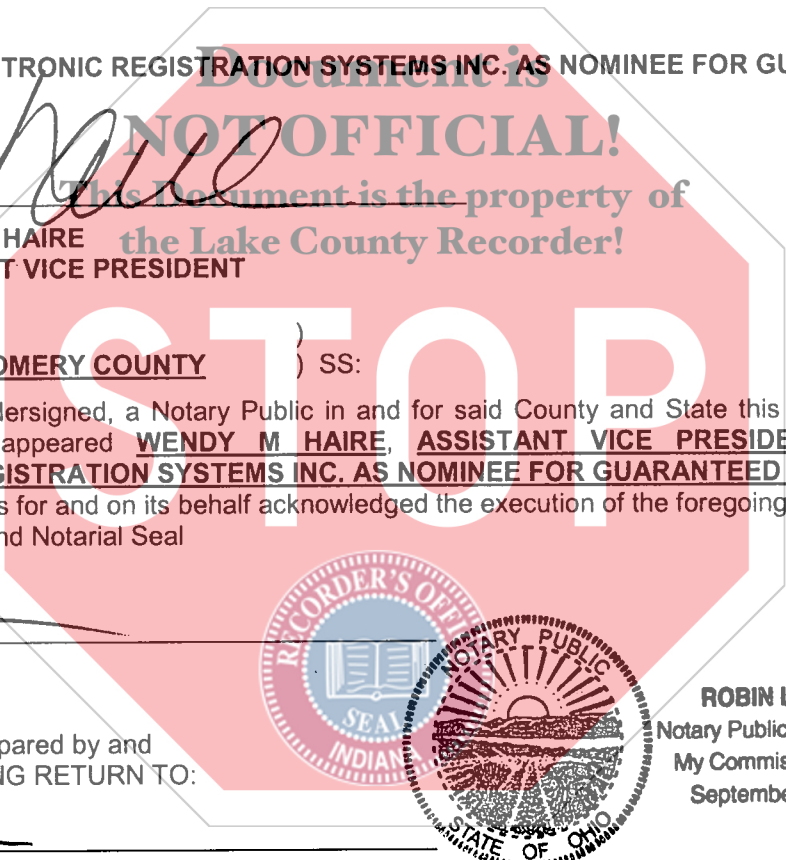 TRONIC REGISTRATION SYSTEMS INC. AS NOMINEE FOR GU
Document is
NOT OFFICIAL!
This Document is the property of
the Lake County Recorder!
HAIRE
T VICE PRESIDENT
STOP
)
OMERY COUNTY ) SS:
dersigned, a Notary Public in and for said County and State this
appeared WENDY M HAIRE, ASSISTANT VICE PRESIDE
GISTRATION SYSTEMS INC. AS NOMINEE FOR GUARANTEED
s for and on its behalf acknowledged the execution of the foregoing
nd Notarial Seal
RECORDER'S OFFI
SEAL
INDIAN
NOTARY PUBLIC
STATE OF OHIO
ROBIN L
Notary Public
My Commis
Septembe
pared by and
NG RETURN TO: